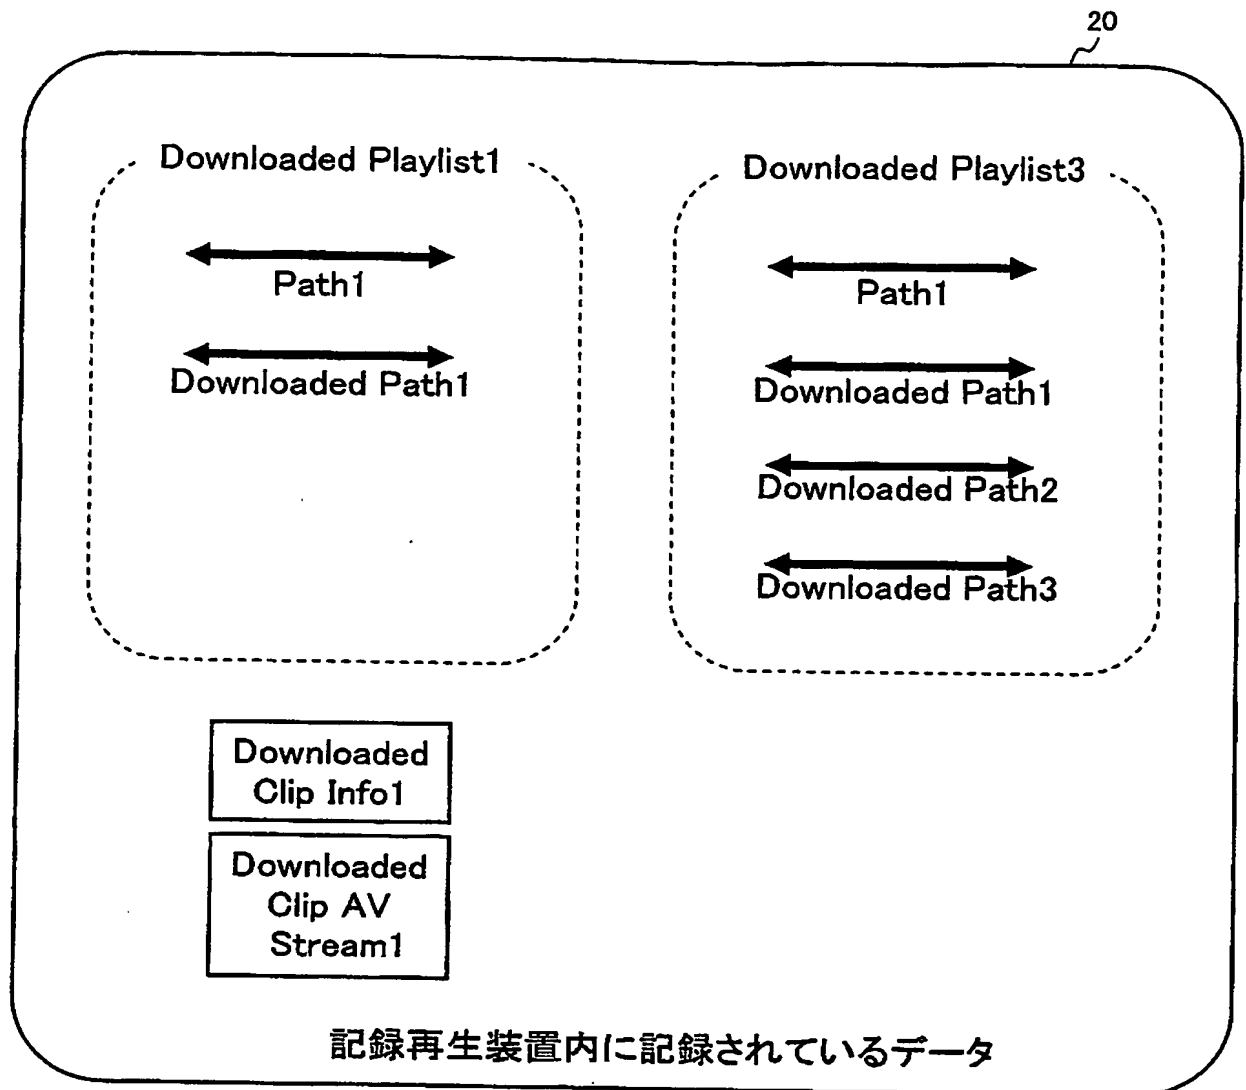 20
Downloaded Playlist1
Path1
Downloaded Path1
Downloaded Playlist3
Path1
Downloaded Path1
Downloaded Path2
Downloaded Path3
Downloaded
Clip Info1
Downloaded
Clip AV
Stream1
記録再生装置内に記録されているデータ